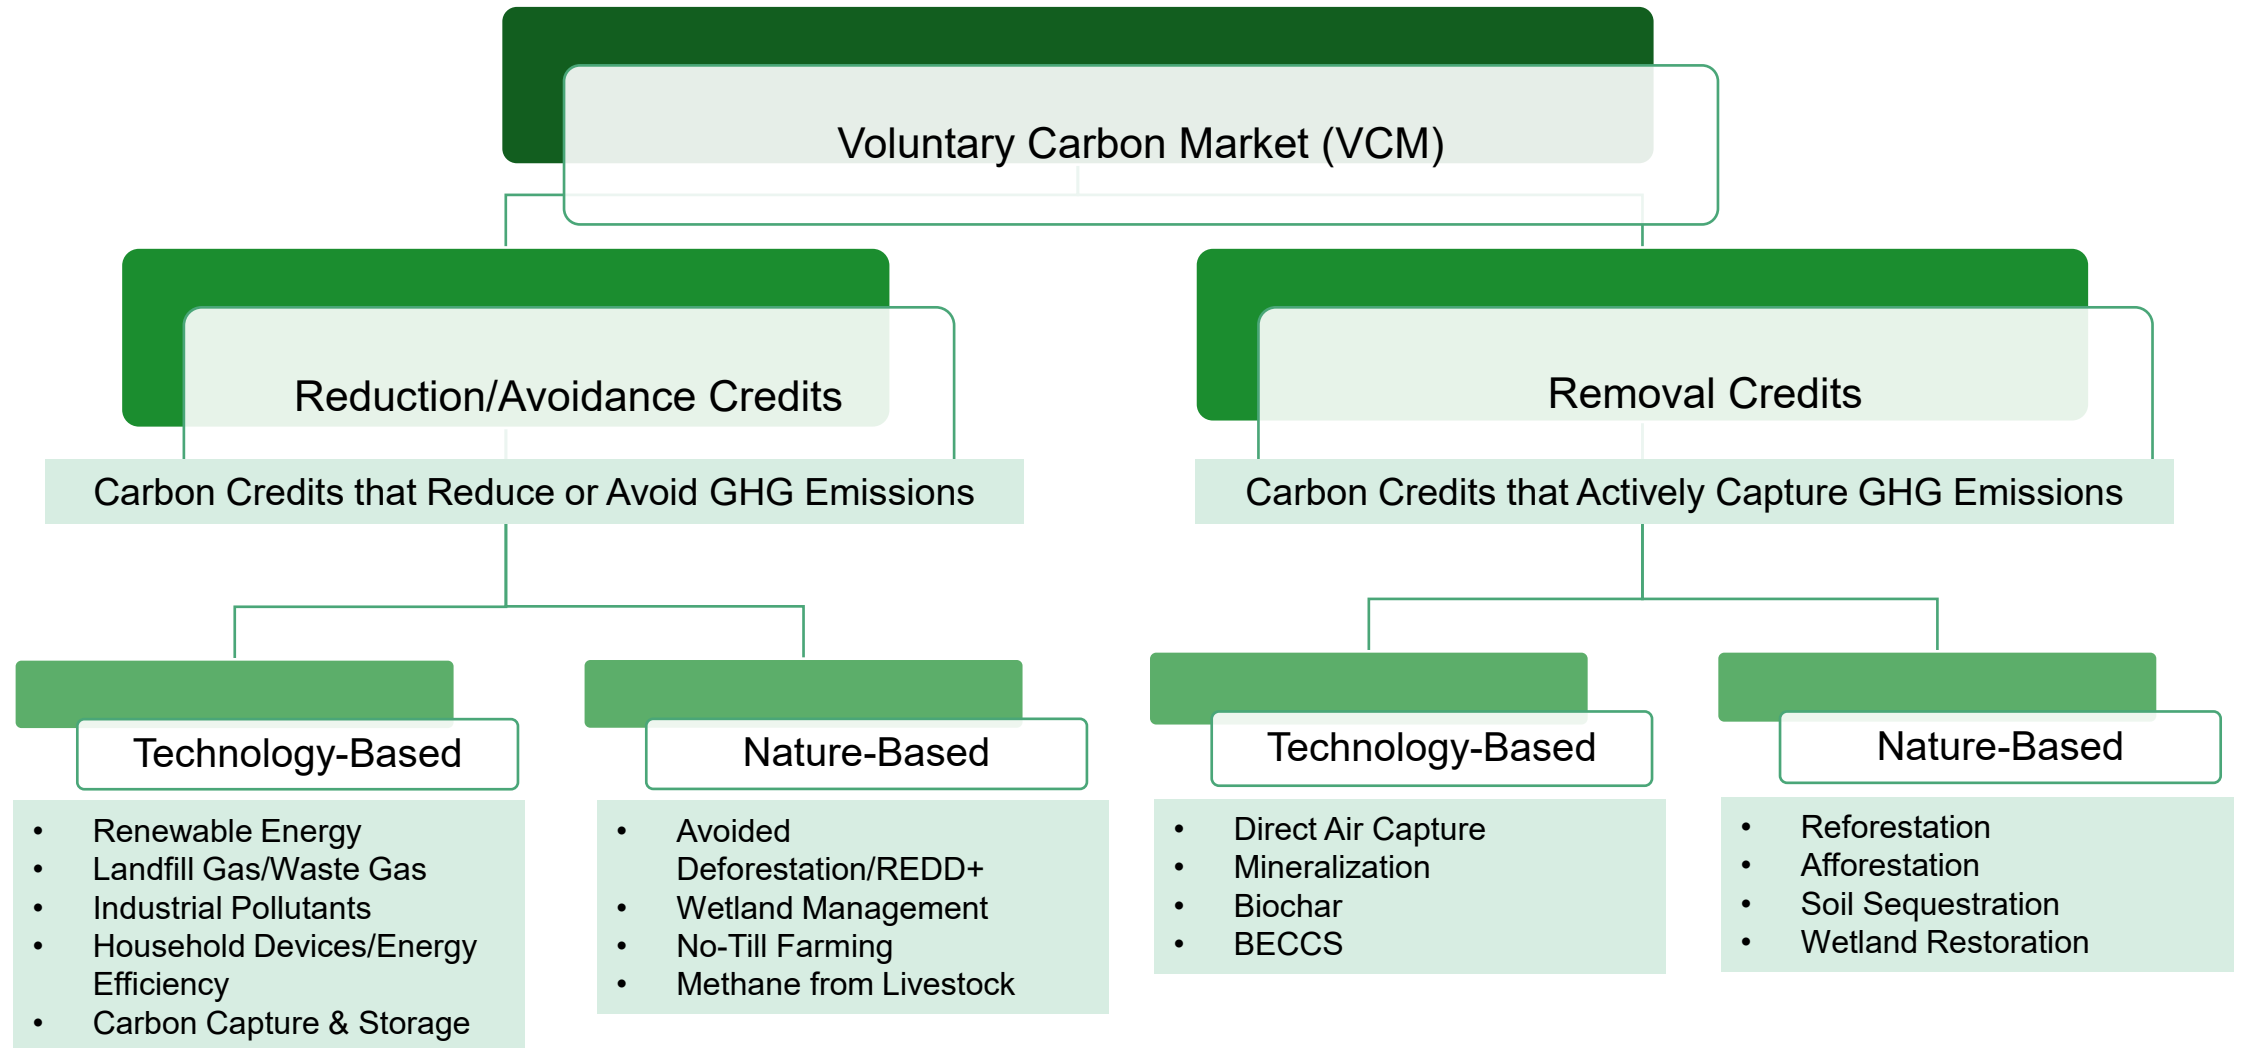 Voluntary Carbon Market (VCM)
Reduction/Avoidance Credits
Carbon Credits that Reduce or Avoid GHG Emissions
Technology-Based
• Renewable Energy
• Landfill Gas/Waste Gas
• Industrial Pollutants
• Household Devices/Energy
Efficiency
• Carbon Capture & Storage
Nature-Based
• Avoided
Deforestation/REDD+
• Wetland Management
• No-Till Farming
• Methane from Livestock
Removal Credits
Carbon Credits that Actively Capture GHG Emissions
Technology-Based
• Direct Air Capture
• Mineralization
• Biochar
• BECCS
Nature-Based
• Reforestation
• Afforestation
• Soil Sequestration
• Wetland Restoration